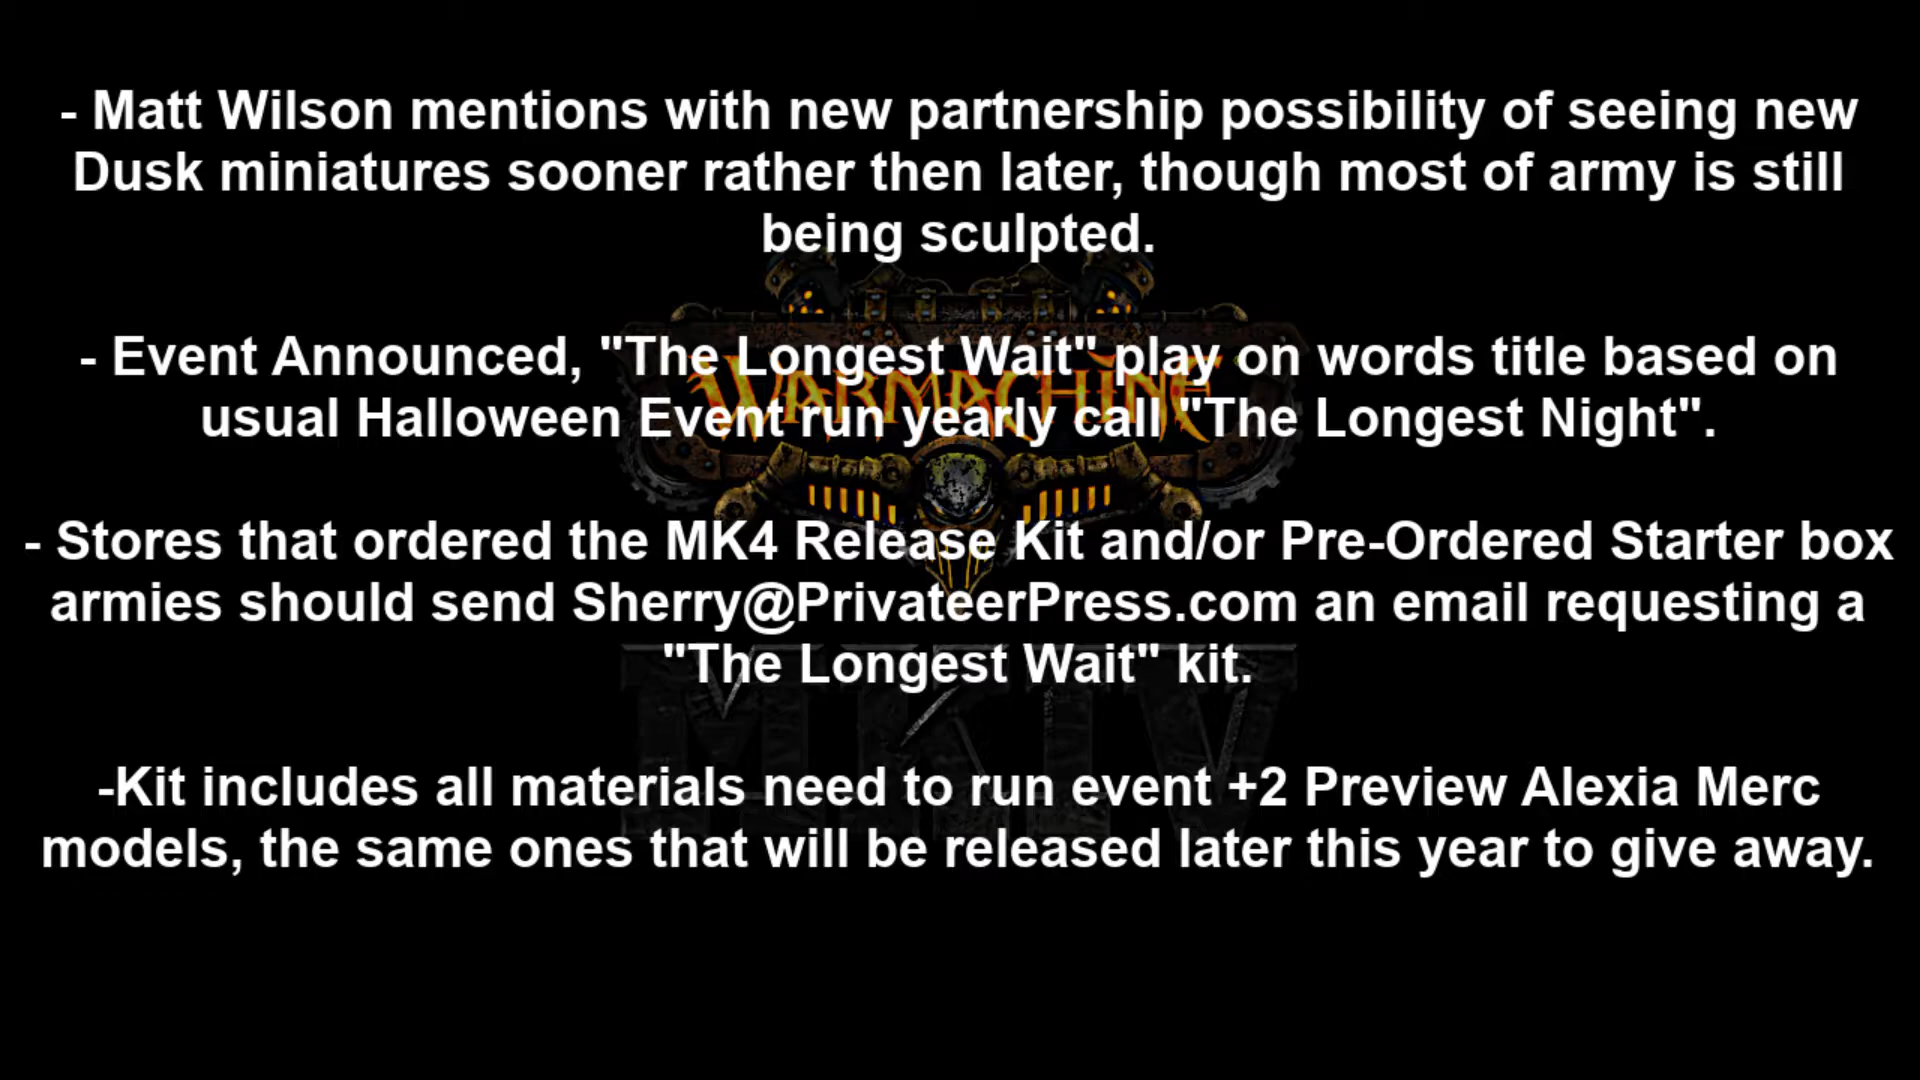 - Matt Wilson mentions with new partnership possibility of seeing new
Dusk miniatures sooner rather then later, though most of army is still
being sculpted.
- Event Announced, "The Longest Wait" play on words title based on
usual Halloween Event run yearly call "The Longest Night".
WARMACHINE
- Stores that ordered the MK4 Release Kit and/or Pre-Ordered Starter box
armies should send Sherry@PrivateerPress.com an email requesting a
"The Longest Wait" kit.
MKIV
-Kit includes all materials need to run event +2 Preview Alexia Merc
models, the same ones that will be released later this year to give away.